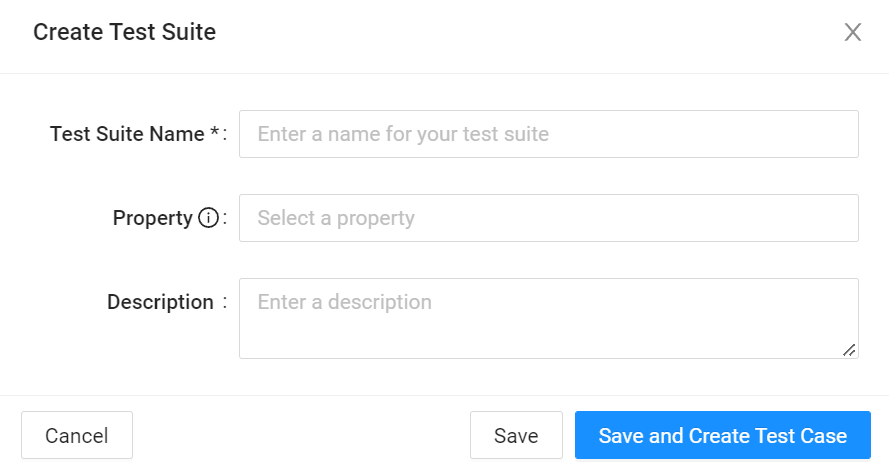 Create Test Suite
Test Suite Name * :
Enter a name for your test suite
Property :
Select a property
Description :
Enter a description
Cancel
Save
Save and Create Test Case